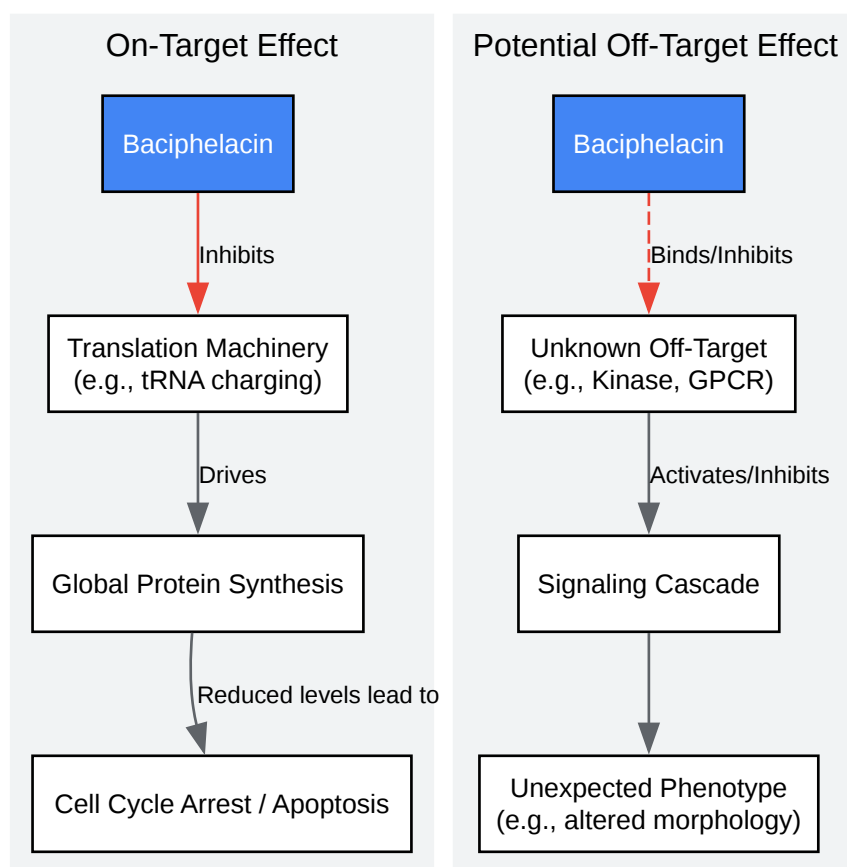 On-Target Effect
Baciphelacin
Inhibits
Translation Machinery
(e.g., tRNA charging)
Drives
Global Protein Synthesis
Reduced levels lead to
Cell Cycle Arrest / Apoptosis
Potential Off-Target Effect
Baciphelacin
Binds/Inhibits
Unknown Off-Target
(e.g., Kinase, GPCR)
Activates/Inhibits
Signaling Cascade
Unexpected Phenotype
(e.g., altered morphology)